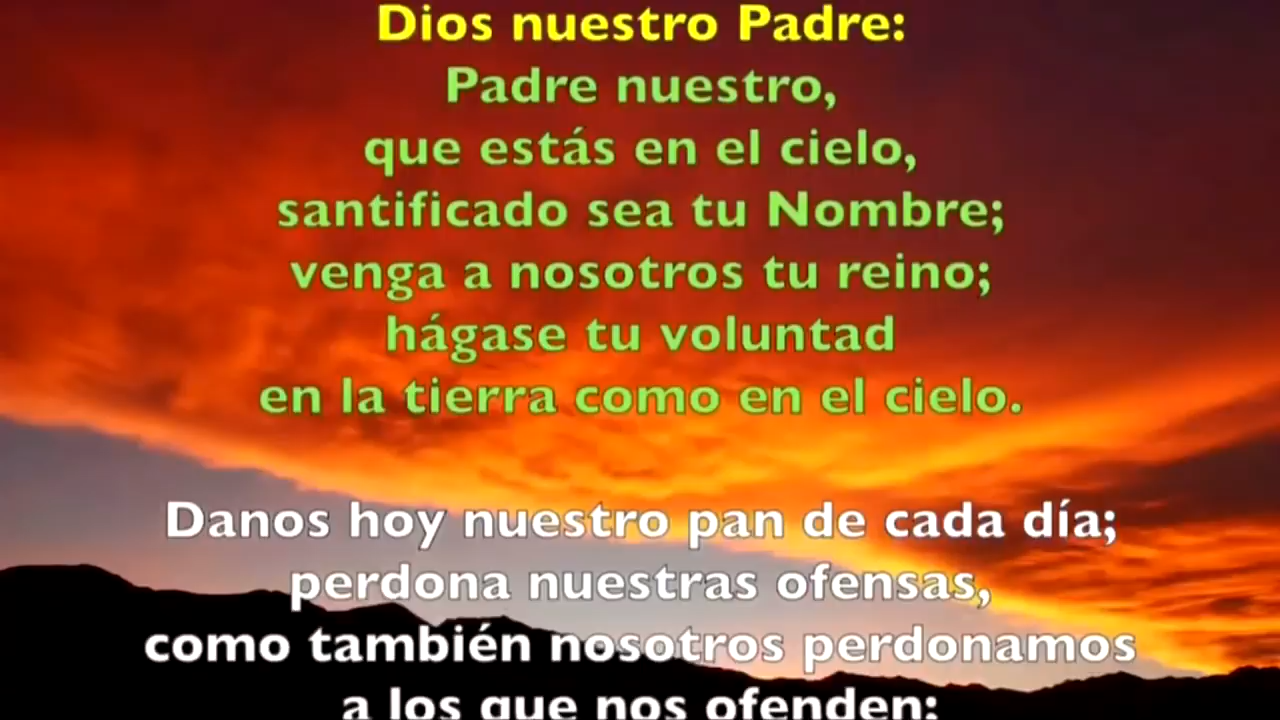 Dios nuestro Padre:
Padre nuestro,
que estás en el cielo,
santificado sea tu Nombre;
venga a nosotros tu reino;
hágase tu voluntad
en la tierra como en el cielo.
Danos hoy nuestro pan de cada día;
perdona nuestras ofensas,
como también nosotros perdonamos
a los que nos ofenden;